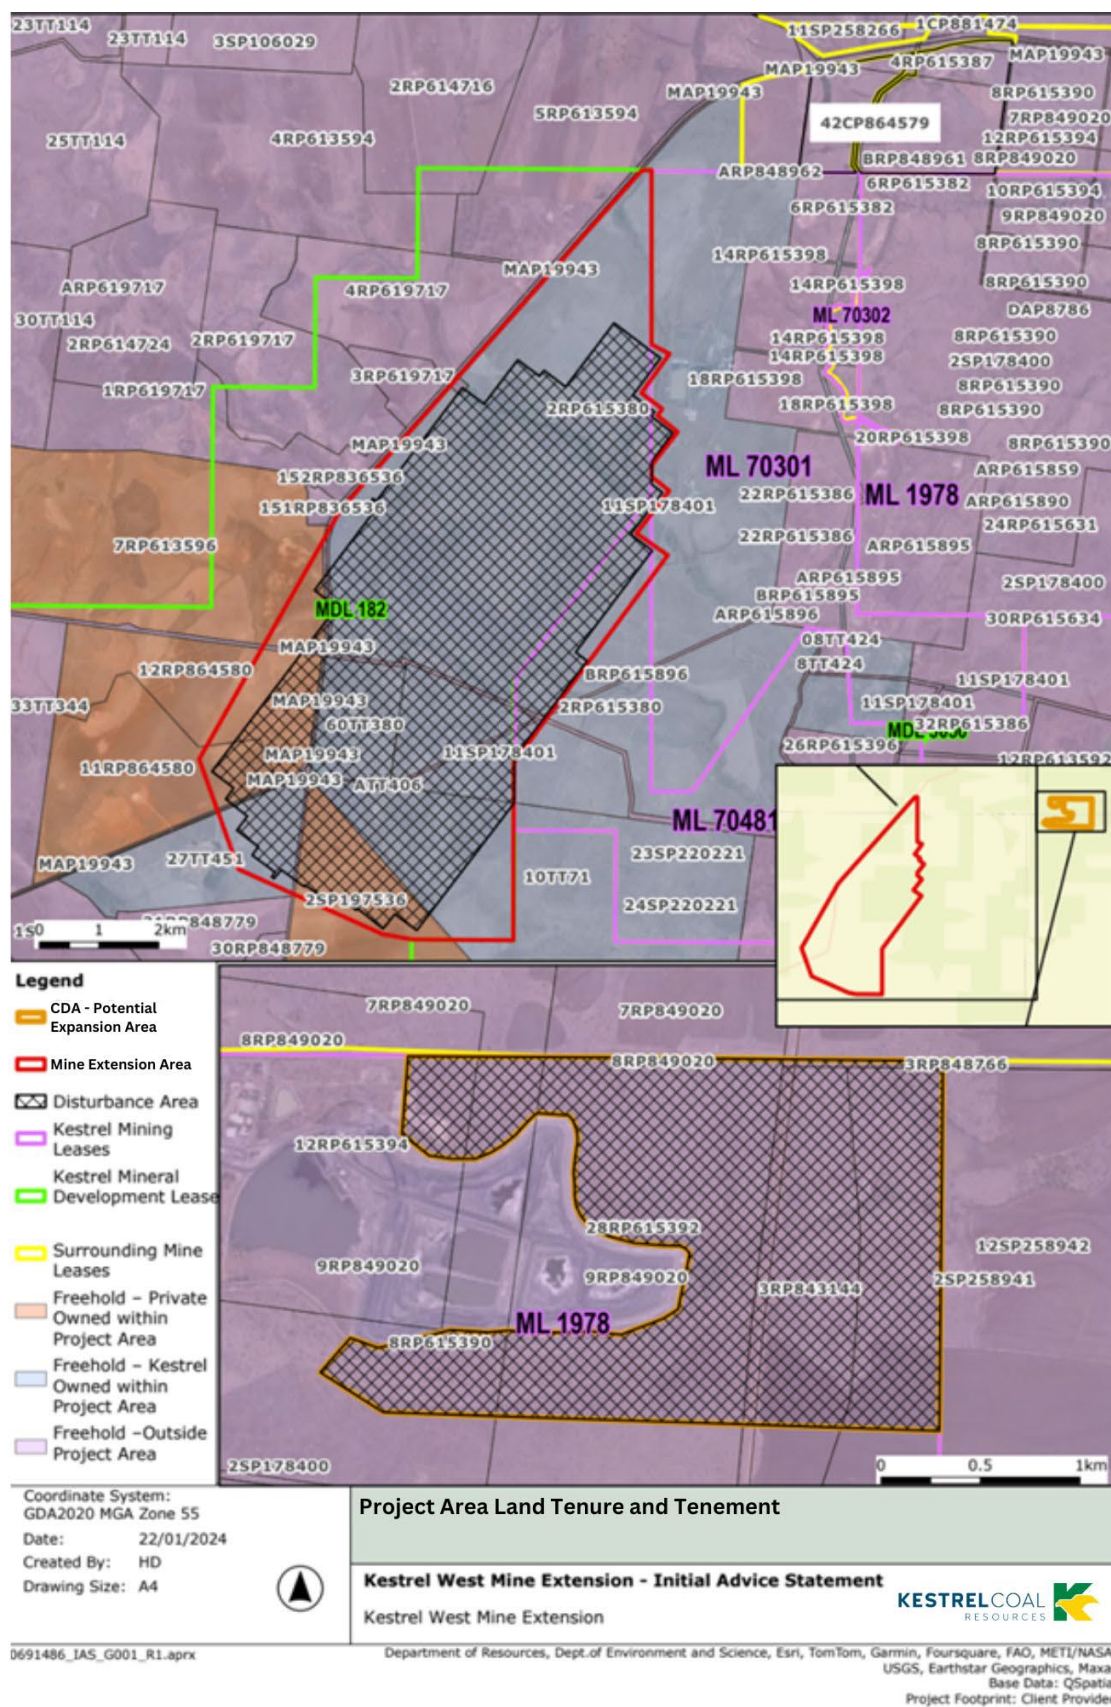 23TT114
23TT114
3SP106029
11SP258266
1CP881474
MAP19943
4RP615387
MAP19943
2RP614716
MAP19943
8RP615390
5RP613594
7RP849020
42CP864579
25TT114
4RP613594
12RP615394
BRP848961
8RP849020
ARP848962
6RP615382
10RP615394
6RP615382
9RP849020
8RP615390
14RP615398
MAP19943
ARP619717
4RP619717
14RP615398
8RP615390
30TT114
ML 70302
DAP8786
2RP614724
2RP619717
14RP615398
8RP615390
14RP615398
2SP178400
1RP619717
3RP619717
18RP615398
8RP615390
2RP615380
18RP615398
8RP615390
MAP19943
20RP615398
8RP615390
152RP836536
ML 70301
ARP615859
151RP836536
11SP178401
22RP615386
ML 1978
ARP615890
24RP615631
7RP613596
22RP615386
ARP615895
ARP615895
2SP178400
MDL 182
BRP615895
ARP615896
30RP615634
MAP19943
08TT424
12RP864580
BRP615896
8TT424
11SP178401
33TT344
MAP19943
2RP615380
11SP178401
60TT380
32RP615386
MAP19943
11SP178401
26RP615396
11RP864580
MAP19943
ATT406
12RP613592
ML 70481
MAP19943
27TT451
23SP220221
10TT71
2SP197536
24SP220221
0 1 2km
30RP848779
Legend
CDA - Potential
Expansion Area
Mine Extension Area
Disturbance Area
Kestrel Mining
Leases
Kestrel Mineral
Development Lease
Surrounding Mine
Leases
Freehold – Private
Owned within
Project Area
Freehold – Kestrel
Owned within
Project Area
Freehold –Outside
Project Area
7RP849020
7RP849020
8RP849020
8RP849020
3RP848766
12RP615394
28RP615392
12SP258942
9RP849020
9RP849020
3RP843144
2SP258941
ML 1978
8RP615390
2SP178400
0 0.5 1km
Coordinate System:
GDA2020 MGA Zone 55
Date: 22/01/2024
Created By: HD
Drawing Size: A4
Project Area Land Tenure and Tenement
Kestrel West Mine Extension - Initial Advice Statement
Kestrel West Mine Extension
KESTRELCOAL
RESOURCES
0691486_IAS_G001_R1.aprx
Department of Resources, Dept.of Environment and Science, Esri, TomTom, Garmin, Foursquare, FAO, METI/NASA
USGS, Earthstar Geographics, Maxa
Base Data: QSpatia
Project Footprint: Client Provide